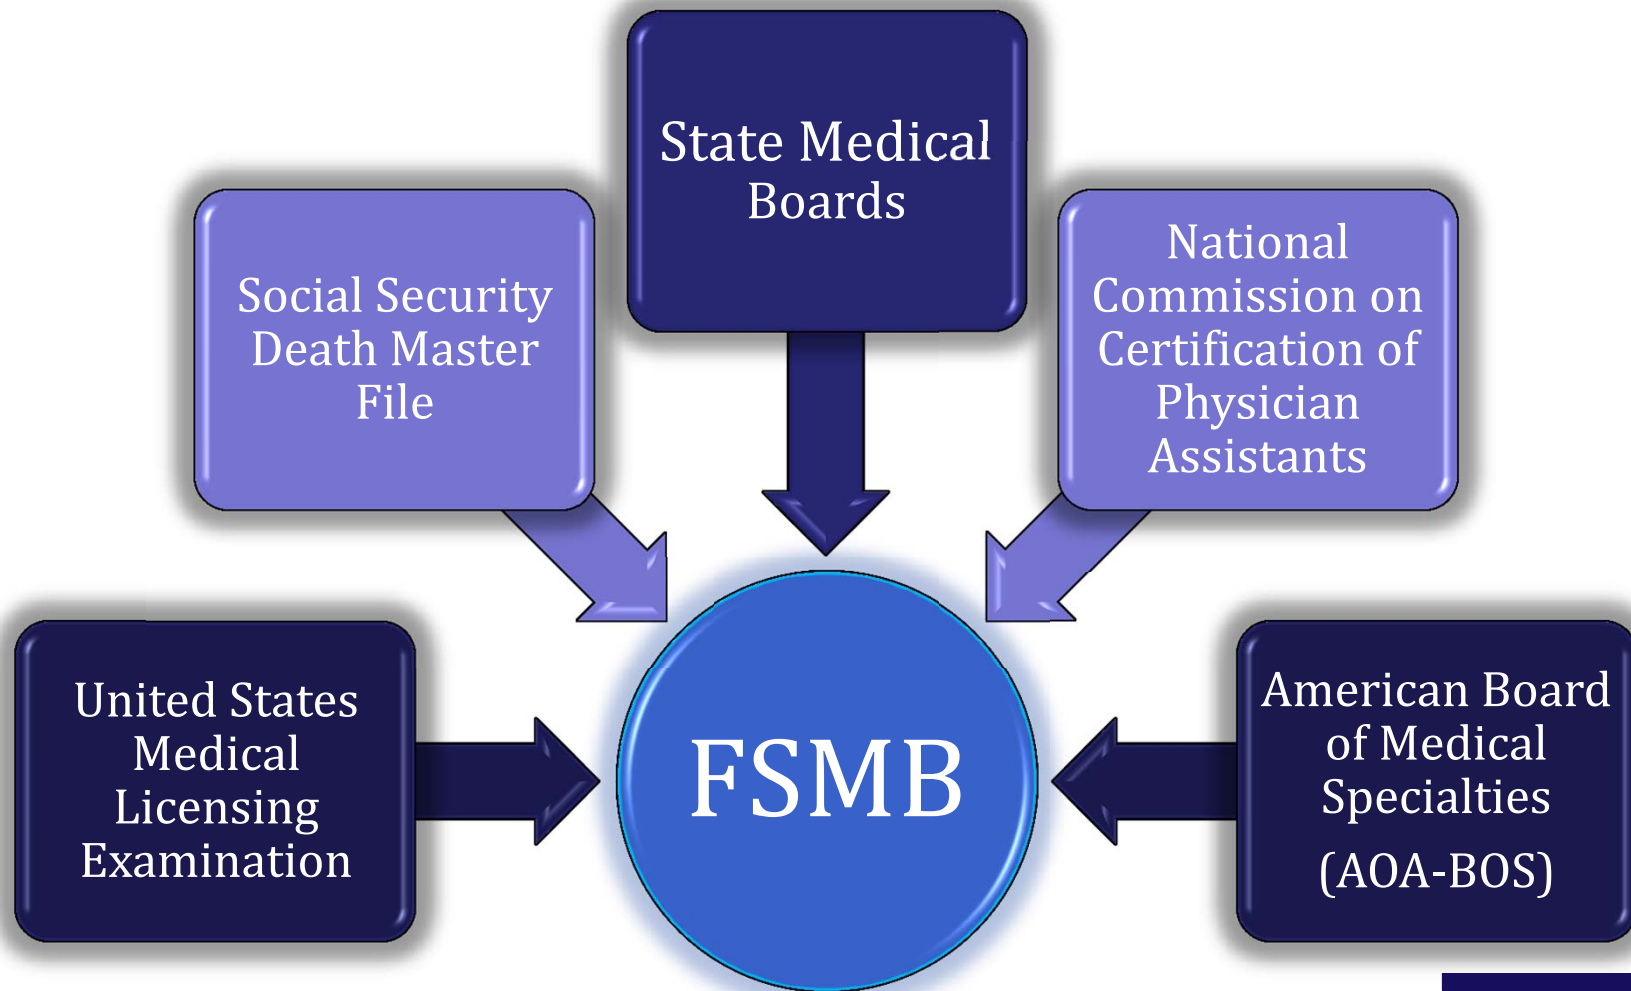 State Medical
Boards
Social Security
Death Master
File
National
Commission on
Certification of
Physician
Assistants
United States
Medical
Licensing
Examination
FSMB
American Board
of Medical
Specialties
(AOA-BOS)